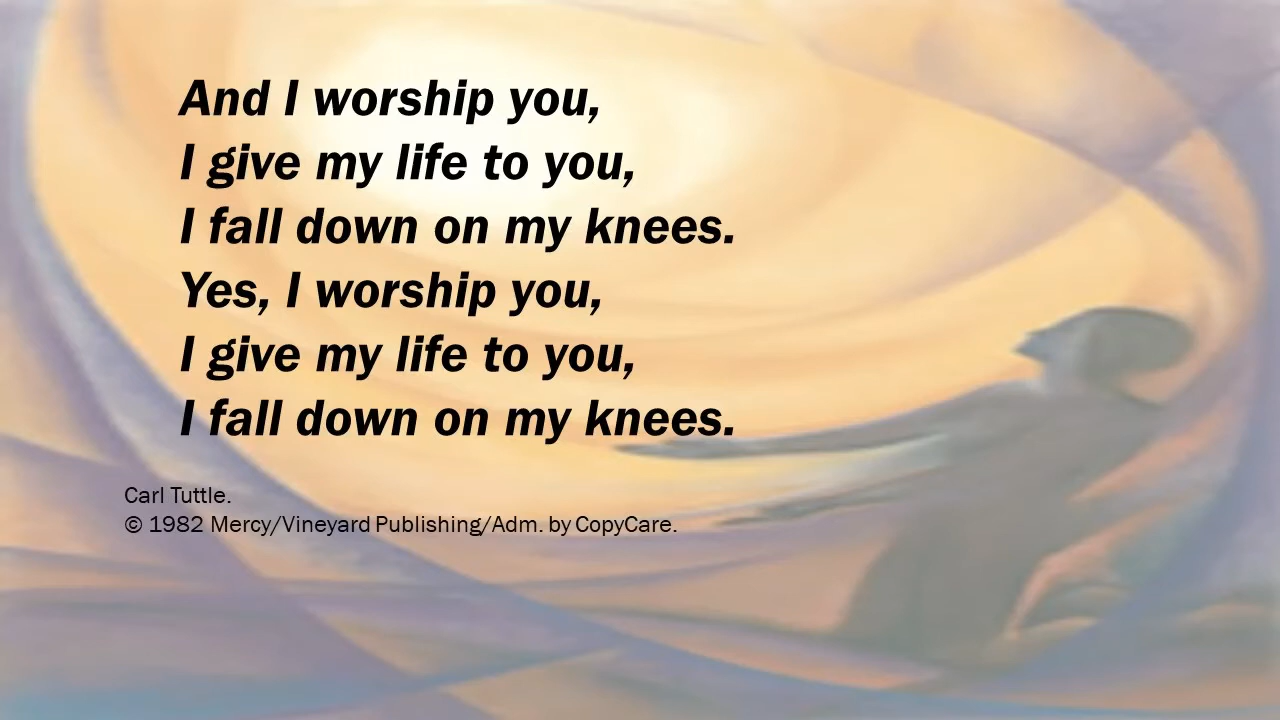 And I worship you,
I give my life to you,
I fall down on my knees.
Yes, I worship you,
I give my life to you,
I fall down on my knees.
Carl Tuttle.
© 1982 Mercy/Vineyard Publishing/Adm. by CopyCare.